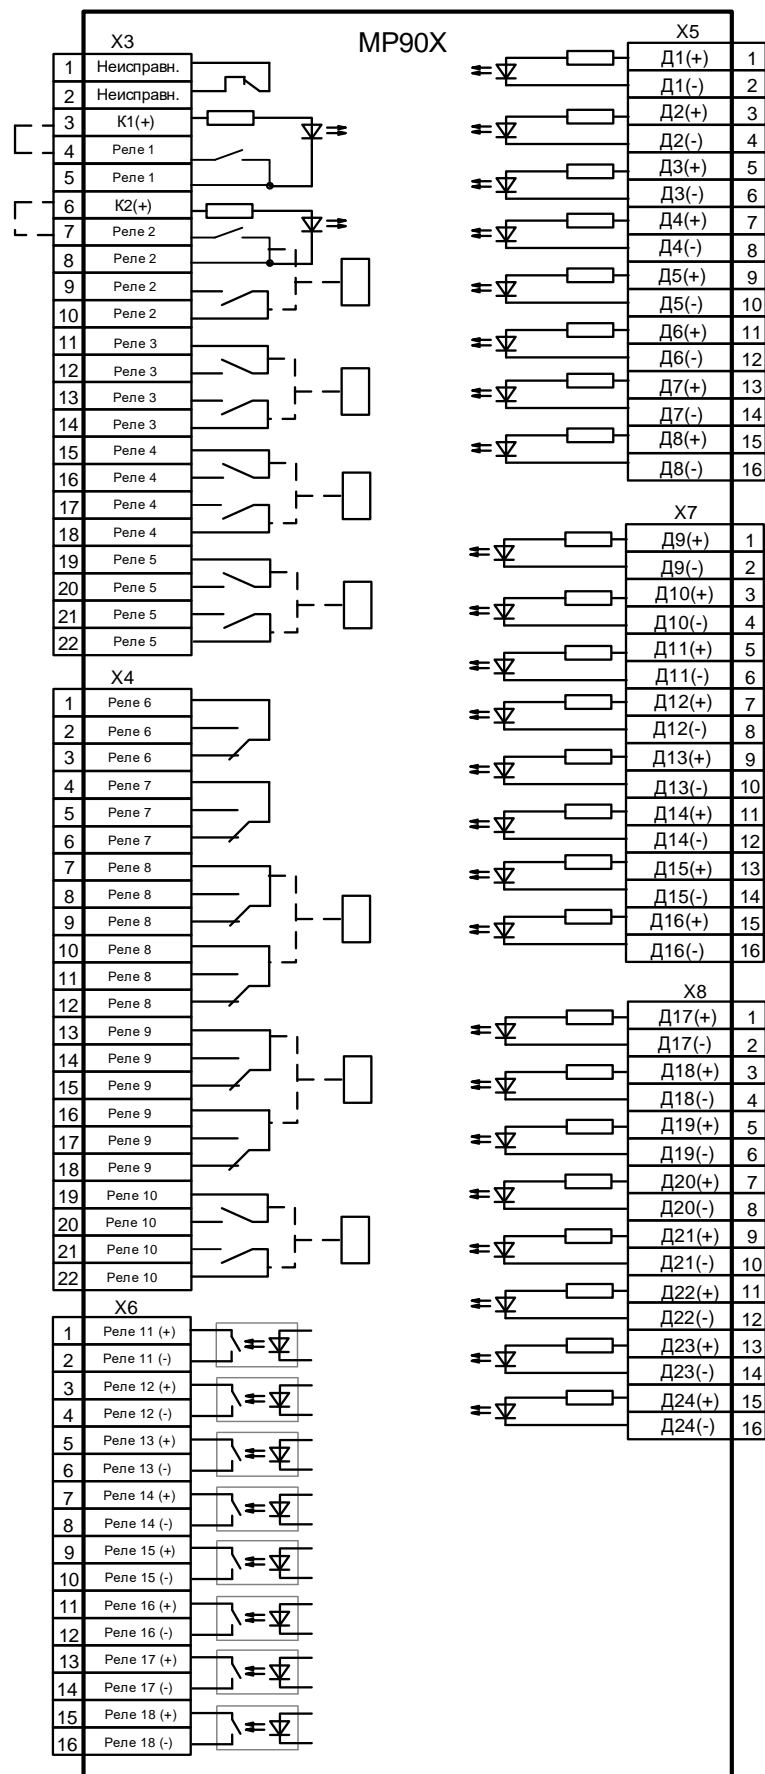 МР90X
X3
1 Неисправн.
2 Неисправн.
3 К1(+)
4 Реле 1
5 Реле 1
6 К2(+)
7 Реле 2
8 Реле 2
9 Реле 2
10 Реле 2
11 Реле 3
12 Реле 3
13 Реле 3
14 Реле 3
15 Реле 4
16 Реле 4
17 Реле 4
18 Реле 4
19 Реле 5
20 Реле 5
21 Реле 5
22 Реле 5
X4
1 Реле 6
2 Реле 6
3 Реле 6
4 Реле 7
5 Реле 7
6 Реле 7
7 Реле 8
8 Реле 8
9 Реле 8
10 Реле 8
11 Реле 8
12 Реле 8
13 Реле 9
14 Реле 9
15 Реле 9
16 Реле 9
17 Реле 9
18 Реле 9
19 Реле 10
20 Реле 10
21 Реле 10
22 Реле 10
X6
1 Реле 11 (+)
2 Реле 11 (-)
3 Реле 12 (+)
4 Реле 12 (-)
5 Реле 13 (+)
6 Реле 13 (-)
7 Реле 14 (+)
8 Реле 14 (-)
9 Реле 15 (+)
10 Реле 15 (-)
11 Реле 16 (+)
12 Реле 16 (-)
13 Реле 17 (+)
14 Реле 17 (-)
15 Реле 18 (+)
16 Реле 18 (-)
X5
Д1(+) 1
Д1(-) 2
Д2(+) 3
Д2(-) 4
Д3(+) 5
Д3(-) 6
Д4(+) 7
Д4(-) 8
Д5(+) 9
Д5(-) 10
Д6(+) 11
Д6(-) 12
Д7(+) 13
Д7(-) 14
Д8(+) 15
Д8(-) 16
X7
Д9(+) 1
Д9(-) 2
Д10(+) 3
Д10(-) 4
Д11(+) 5
Д11(-) 6
Д12(+) 7
Д12(-) 8
Д13(+) 9
Д13(-) 10
Д14(+) 11
Д14(-) 12
Д15(+) 13
Д15(-) 14
Д16(+) 15
Д16(-) 16
X8
Д17(+) 1
Д17(-) 2
Д18(+) 3
Д18(-) 4
Д19(+) 5
Д19(-) 6
Д20(+) 7
Д20(-) 8
Д21(+) 9
Д21(-) 10
Д22(+) 11
Д22(-) 12
Д23(+) 13
Д23(-) 14
Д24(+) 15
Д24(-) 16